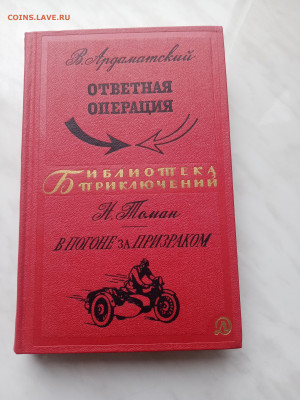 COINS.LAVE.RU
В. Ардаматский
ОТВЕТНАЯ
ОПЕРАЦИЯ
БИБЛИОТЕКА
ПРИКЛЮЧЕНИЙ
Н. Томан
В ПОГОНЕ ЗА ПРИЗРАКОМ